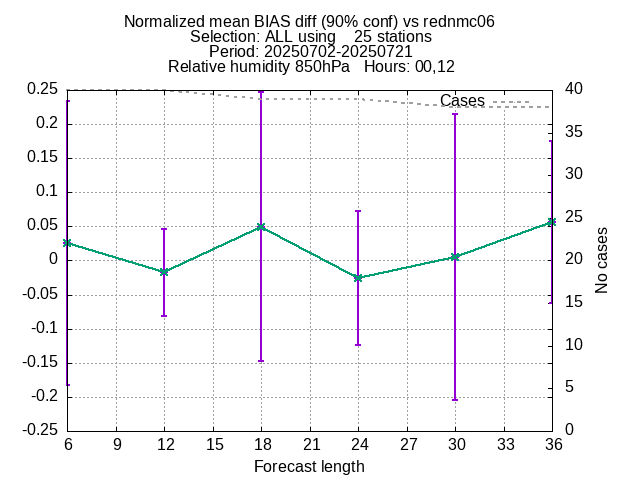 Normalized mean BIAS diff (90% conf) vs rednmc06
Selection: ALL using    25 stations
Period: 20250702-20250721
Relative humidity 850hPa   Hours: 00,12
0.25
0.2
0.15
0.1
0.05
0
-0.05
-0.1
-0.15
-0.2
-0.25
Cases
40
35
30
25
20
15
10
5
0
No cases
6 9 12 15 18 21 24 27 30 33 36
Forecast length